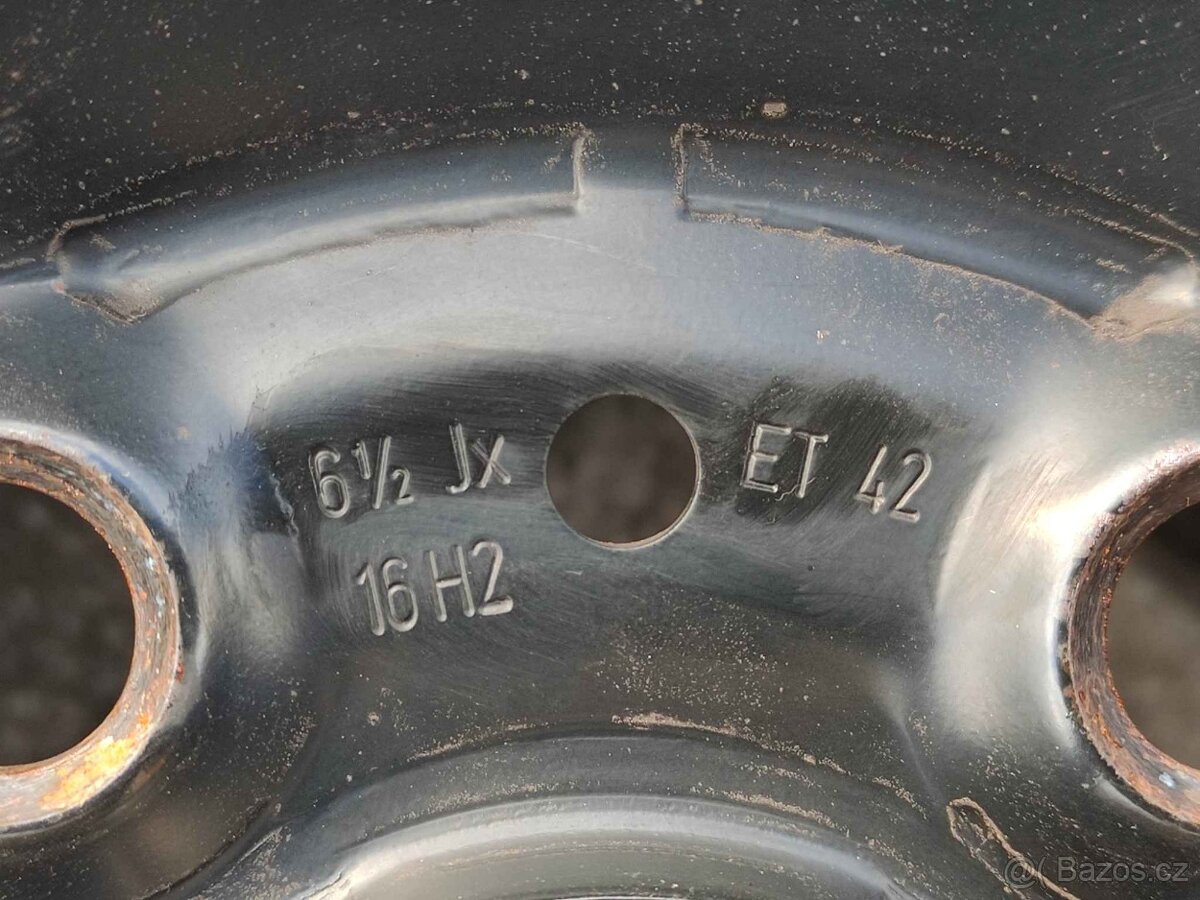 6½ Jx
16 H2
ET 42
@( Bazos.cz